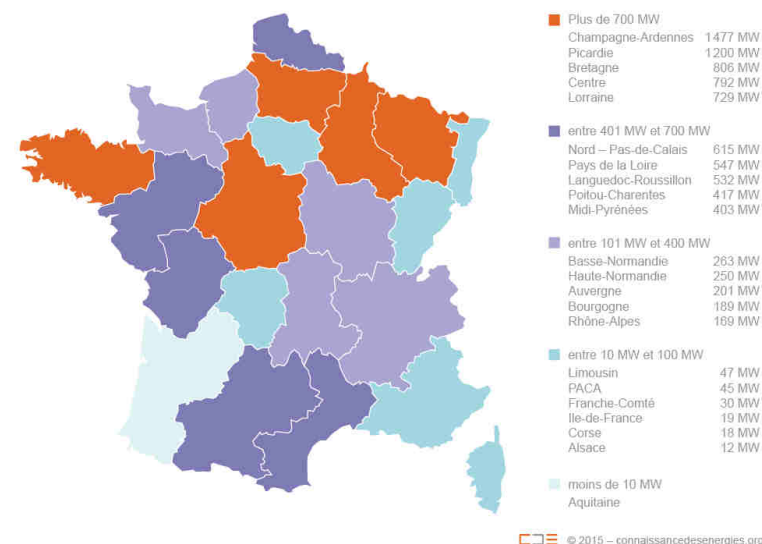 Plus de 700 MW
Champagne-Ardennes 1 477 MW
Picardie 1 200 MW
Bretagne 806 MW
Centre 792 MW
Lorraine 729 MW
entre 401 MW et 700 MW
Nord – Pas-de-Calais 615 MW
Pays de la Loire 547 MW
Languedoc-Roussillon 532 MW
Poitou-Charentes 417 MW
Midi-Pyrénées 403 MW
entre 101 MW et 400 MW
Basse-Normandie 263 MW
Haute-Normandie 250 MW
Auvergne 201 MW
Bourgogne 189 MW
Rhône-Alpes 169 MW
entre 10 MW et 100 MW
Limousin 47 MW
PACA 45 MW
Franche-Comté 30 MW
Ile-de-France 19 MW
Corse 18 MW
Alsace 12 MW
moins de 10 MW
Aquitaine
© 2015 – connaissancedesenergies.org